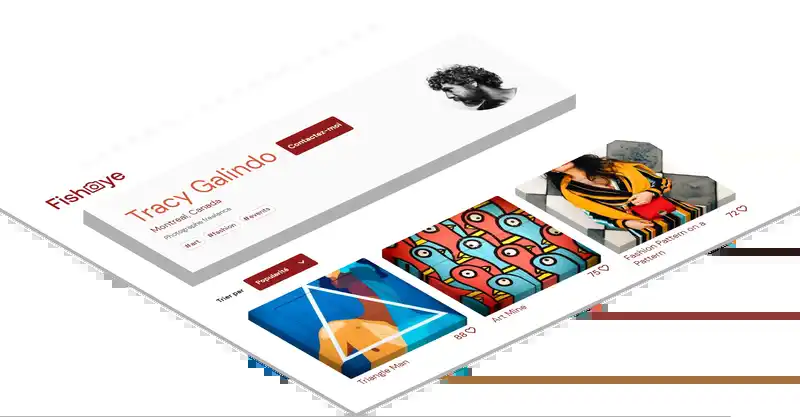 FishEye
Tracy Galindo
Contactez-moi
Montreal, Canada
Photographe freelance
#art #fashion #events
Trier par
Popularité
Triangle Man
88
Art Mine
75
Fashion Pattern on a
Pattern
72